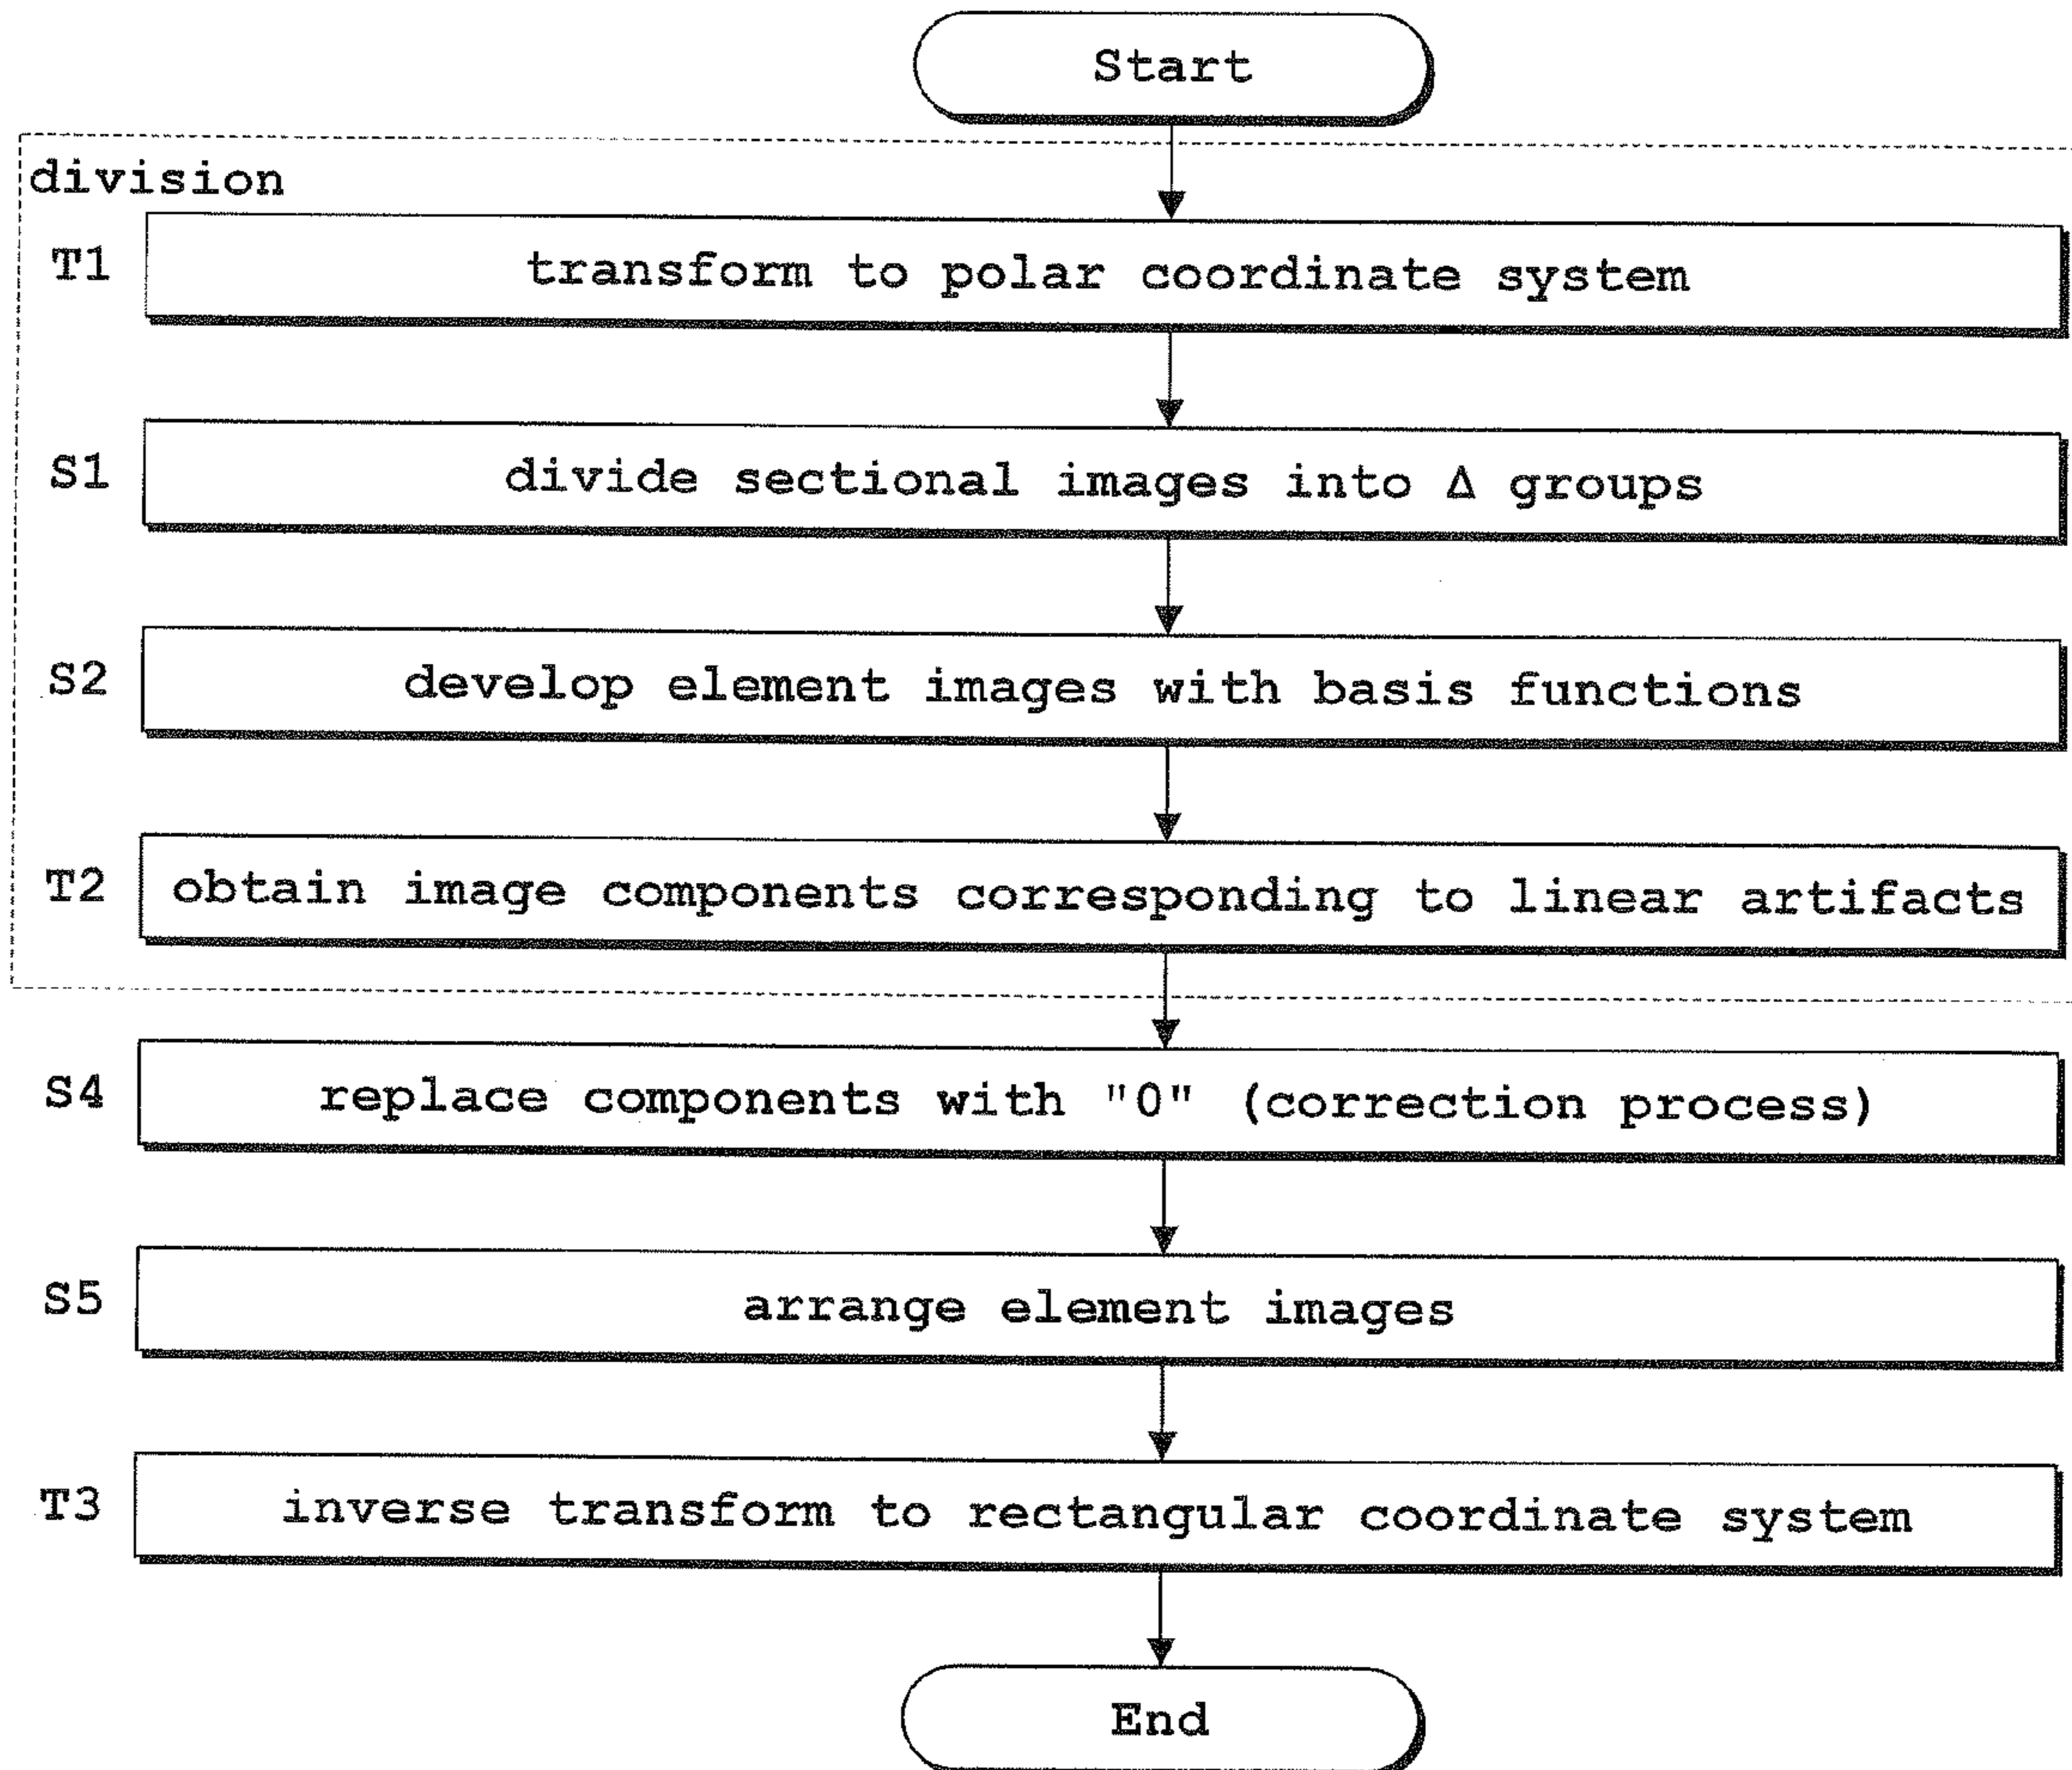 Start
division
T1 transform to polar coordinate system
S1 divide sectional images into Δ groups
S2 develop element images with basis functions
T2 obtain image components corresponding to linear artifacts
S4 replace components with "0" (correction process)
S5 arrange element images
T3 inverse transform to rectangular coordinate system
End